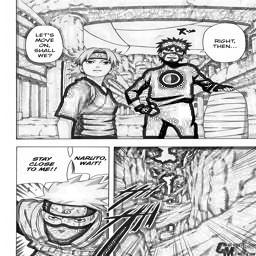 LET'S
MOVE
ON,
SHALL
WE?
RIGHT,
THEN...
STAY
CLOSE
TO ME!!
NARUTO,
WAIT!